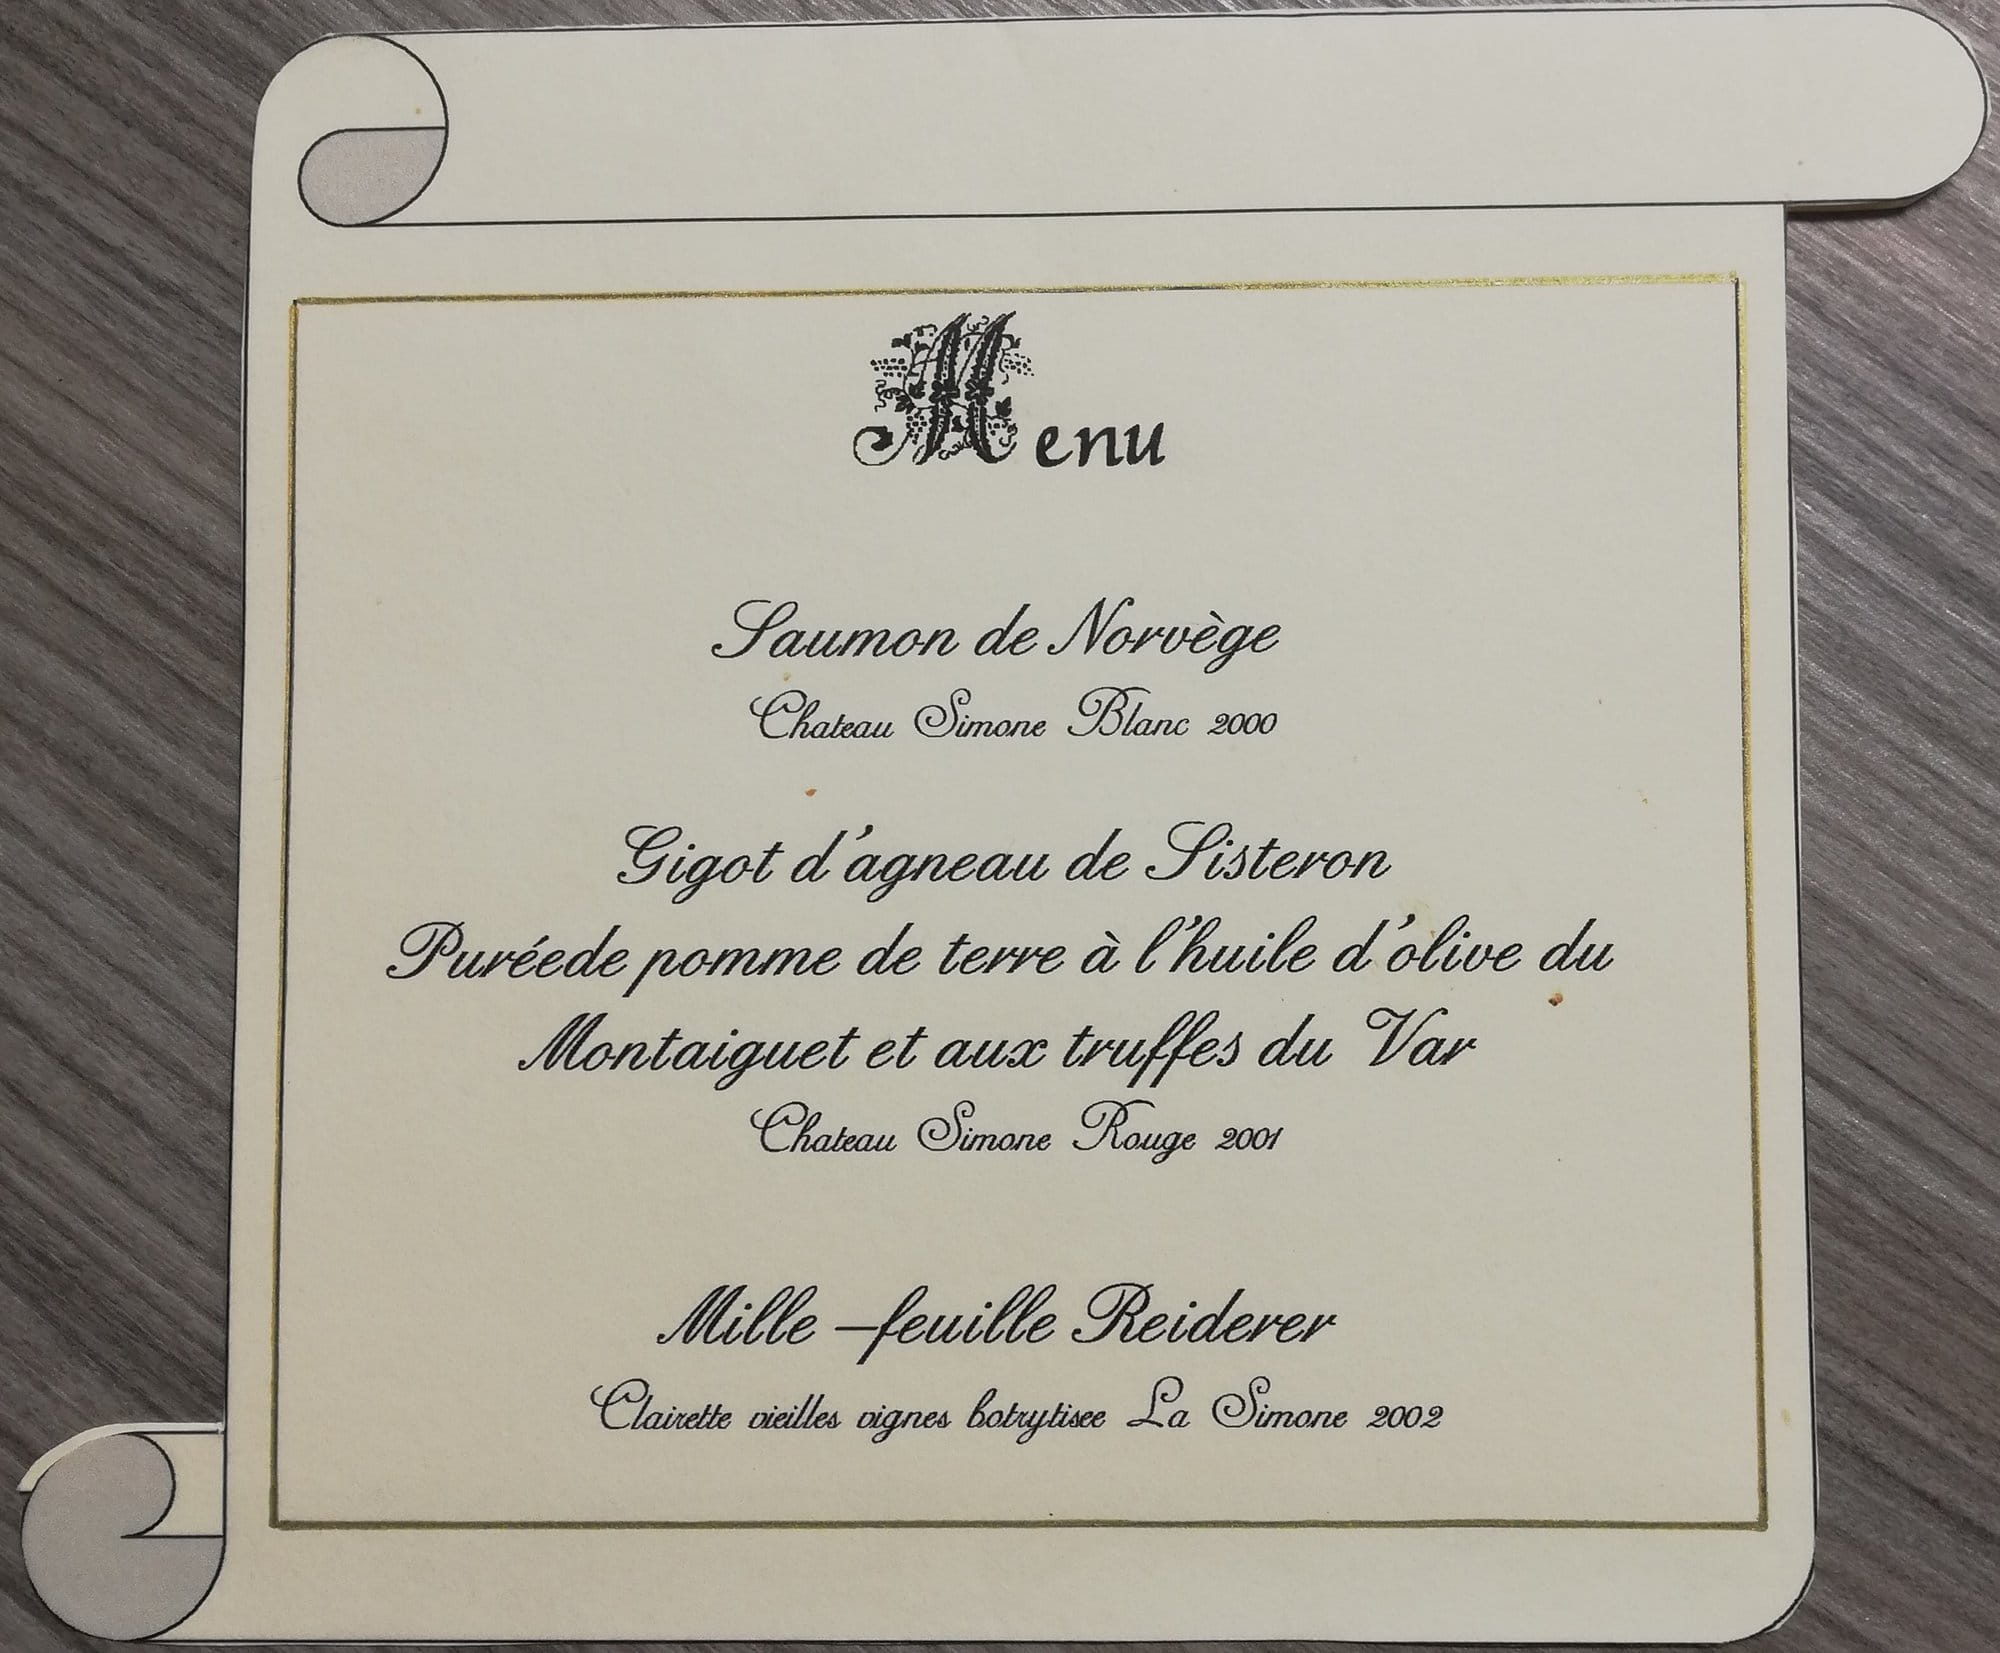 Menu
Saumon de Norvège
Chateau Simone Blanc 2000
Gigot d'agneau de Sisteron
Puréede pomme de terre à l'huile d'olive du
Montaiguet et aux truffes du Var
Chateau Simone Rouge 2001
Mille -feuille Reiderer
Clairette vieilles vignes botrytisee La Simone 2002